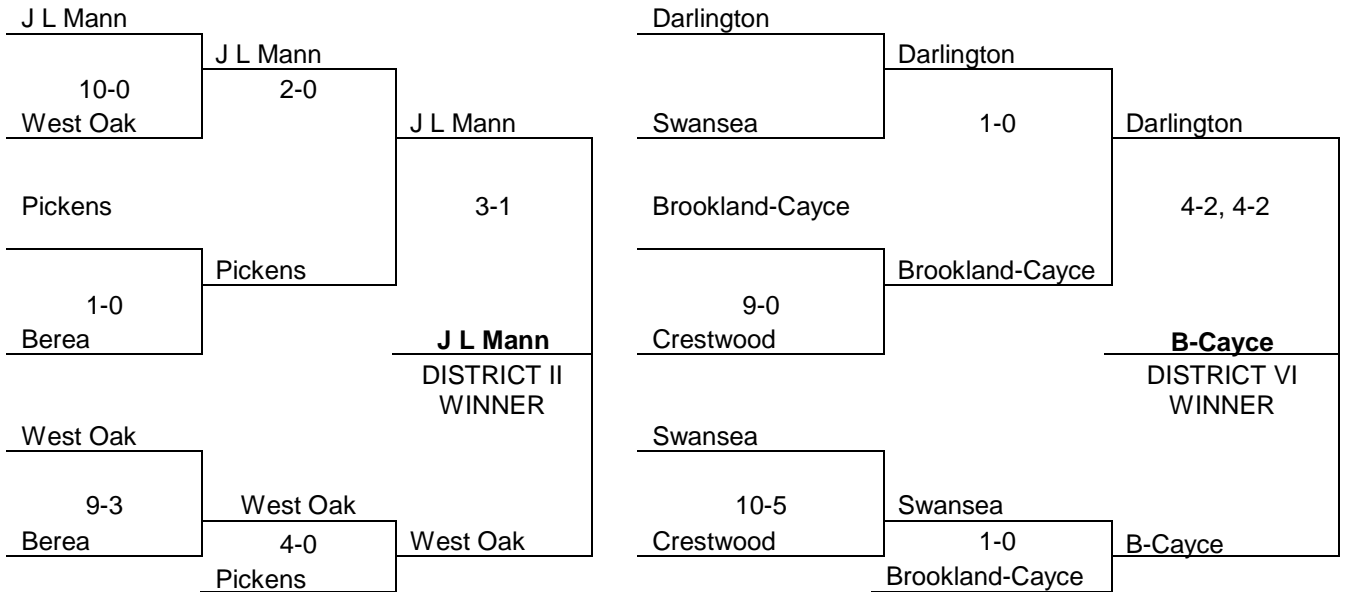 J L Mann
J L Mann
10-0
2-0
West Oak
J L Mann
Pickens
3-1
Pickens
1-0
Berea
J L Mann
DISTRICT II
WINNER
West Oak
9-3
West Oak
Berea
4-0
West Oak
Pickens
Darlington
Darlington
Swansea
1-0
Darlington
Brookland-Cayce
4-2, 4-2
Brookland-Cayce
9-0
Crestwood
B-Cayce
DISTRICT VI
WINNER
Swansea
10-5
Swansea
Crestwood
1-0
B-Cayce
Brookland-Cayce